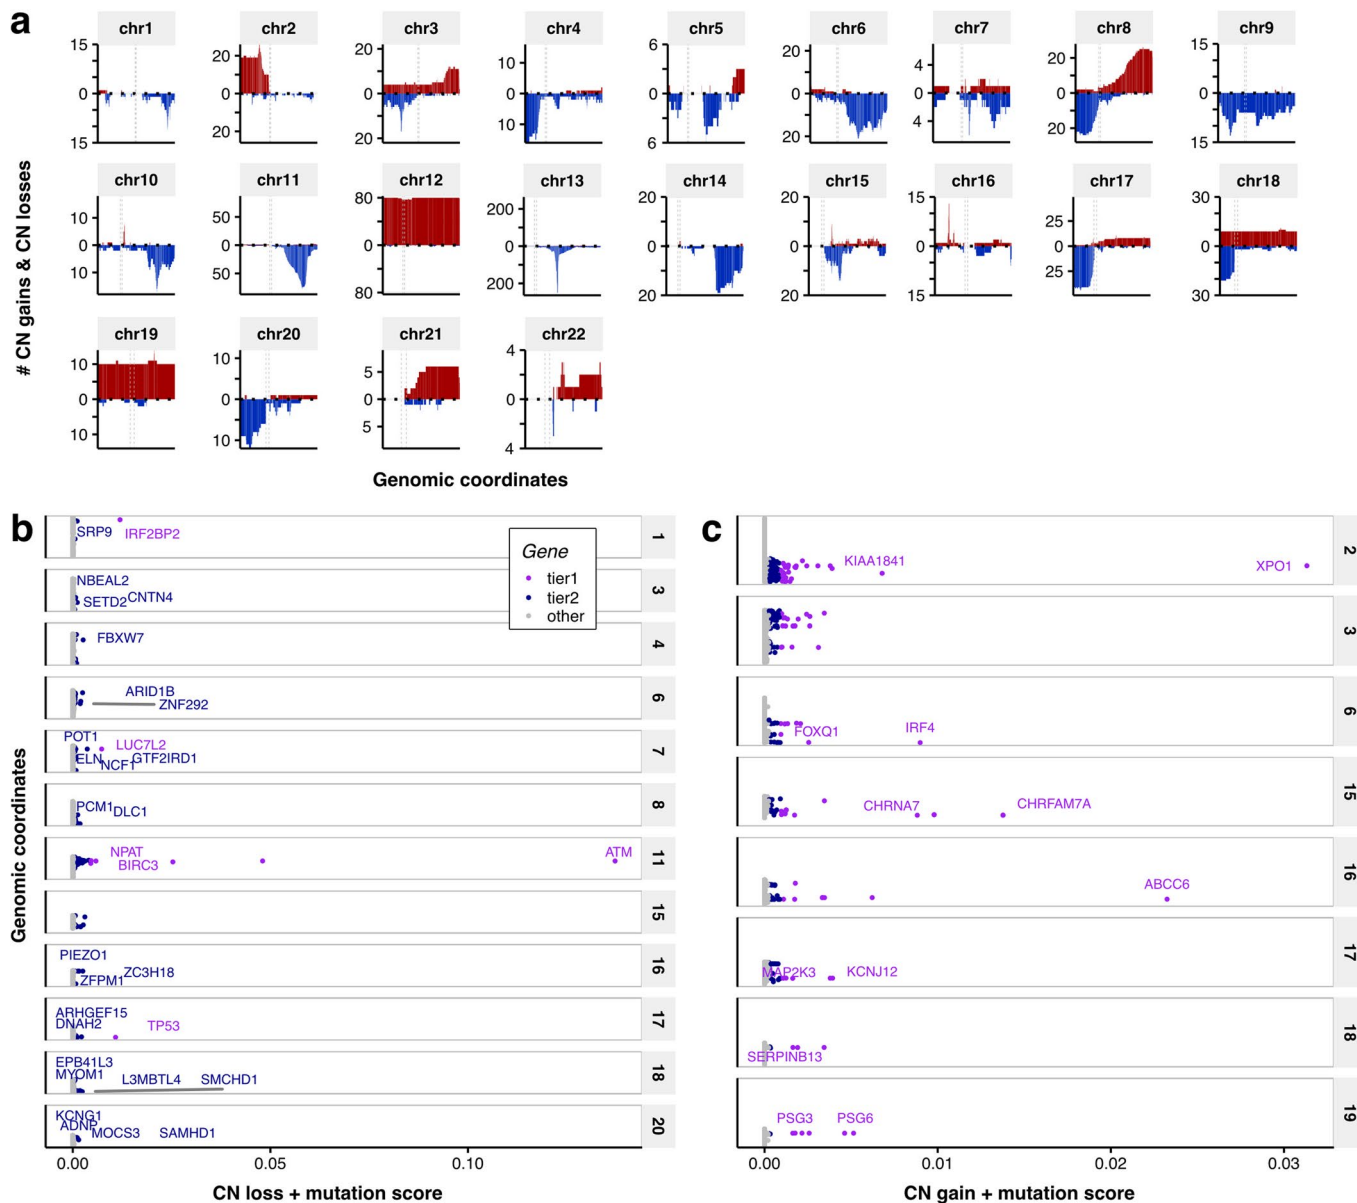 a
chr1 chr2 chr3 chr4 chr5 chr6 chr7 chr8 chr9
15 20 20 10 6 20 4 20 15
0 0 0 0 0 0 0 0 0
15 20 20 10 6 20 4 20 15
chr10 chr11 chr12 chr13 chr14 chr15 chr16 chr17 chr18
10 50 80 200 20 20 15 25 30
0 0 0 0 0 0 0 0 0
10 50 80 200 20 20 15 25 30
chr19 chr20 chr21 chr22
10 10 5 4
0 0 0 0
10 10 5 4
# CN gains & CN losses
Genomic coordinates
b
Gene
tier1
tier2
other
SRP9 IRF2BP2 1
NBEAL2
SETD2 CNTN4 3
FBXW7 4
ARID1B
ZNF292 6
POT1
LUC7L2 7
ELN NCF1 GTF2IRD1
PCM1 DLC1 8
NPAT ATM
BIRC3 11
15
PIEZO1
ZFPM1 ZC3H18 16
ARHGEF15
DNAH2 TP53 17
EPB41L3
MYOM1 L3MBTL4 SMCHD1 18
KCNG1
ADNP
MOCS3 SAMHD1 20
0.00 0.05 0.10
CN loss + mutation score
Genomic coordinates
c
KIAA1841 XPO1 2
3
FOXQ1 IRF4 6
CHRNA7 CHRFAM7A 15
ABCC6 16
MAP2K3 KCNJ12 17
SERPINB13 18
PSG3 PSG6 19
0.00 0.01 0.02 0.03
CN gain + mutation score